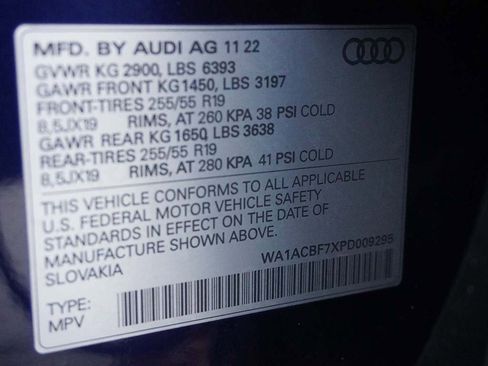 MFD. BY AUDI AG 11 22
GVWR KG 2900, LBS 6393
GAWR FRONT KG 1450, LBS 3197
FRONT-TIRES 255/55 R19
8,5JX19 RIMS, AT 260 KPA 38 PSI COLD
GAWR REAR KG 1650, LBS 3638
REAR-TIRES 255/55 R19
8,5JX19 RIMS, AT 280 KPA 41 PSI COLD
THIS VEHICLE CONFORMS TO ALL APPLICABLE
U.S. FEDERAL MOTOR VEHICLE SAFETY
STANDARDS IN EFFECT ON THE DATE OF
MANUFACTURE SHOWN ABOVE.
SLOVAKIA
WA1ACBF7XPD009295
TYPE:
MPV